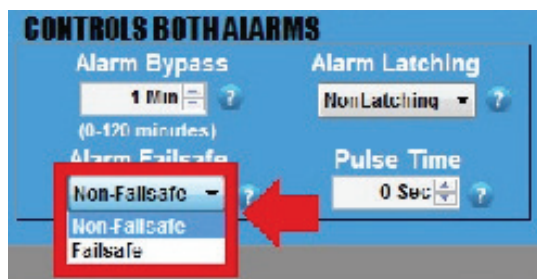 CONTROLS BOTH ALARMS
Alarm Bypass
Alarm Latching
1 Min
?
NonLatching
?
(0-120 minutes)
Alarm Failsafe
Pulse Time
Non-Failsafe
?
0 Sec
?
Non-Failsafe
Failsafe